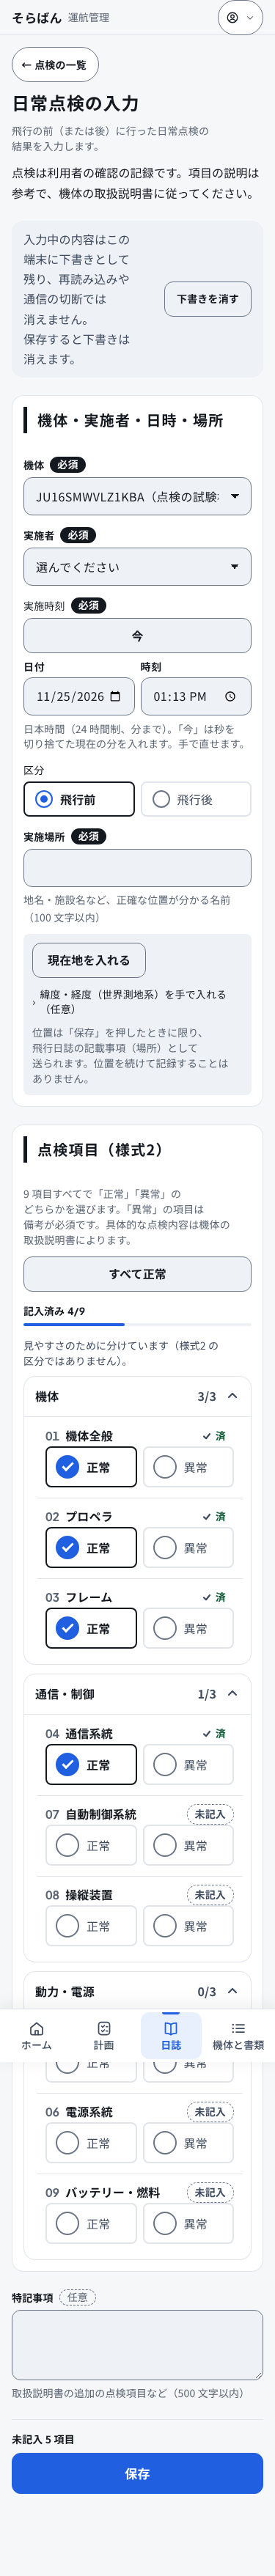 そらばん 運航管理
← 点検の一覧
日常点検の入力
飛行の前（または後）に行った日常点検の
結果を入力します。
点検は利用者の確認の記録です。項目の説明は
参考で、機体の取扱説明書に従ってください。
入力中の内容はこの
端末に下書きとして
残り、再読み込みや
通信の切断では
消えません。
保存すると下書きは
消えます。
下書きを消す
機体・実施者・日時・場所
機体 必須
JU16SMWVLZ1KBA（点検の試験
実施者 必須
選んでください
実施時刻 必須
今
日付 時刻
11/25/2026 01:13 PM
日本時間（24 時間制、分まで）。「今」は秒を
切り捨てた現在の分を入れます。手で直せます。
区分
飛行前 飛行後
実施場所 必須
地名・施設名など、正確な位置が分かる名前
（100 文字以内）
現在地を入れる
› 緯度・経度（世界測地系）を手で入れる
（任意）
位置は「保存」を押したときに限り、
飛行日誌の記載事項（場所）として
送られます。位置を続けて記録することは
ありません。
点検項目（様式2）
9 項目すべてで「正常」「異常」の
どちらかを選びます。「異常」の項目は
備考が必須です。具体的な点検内容は機体の
取扱説明書によります。
すべて正常
記入済み 4/9
見やすさのために分けています（様式2 の
区分ではありません）。
機体 3/3
01 機体全般 済
正常 異常
02 プロペラ 済
正常 異常
03 フレーム 済
正常 異常
通信・制御 1/3
04 通信系統 済
正常 異常
07 自動制御系統 未記入
正常 異常
08 操縦装置 未記入
正常 異常
動力・電源 0/3
ホーム 計画 日誌 機体と書類
正常 異常
06 電源系統 未記入
正常 異常
09 バッテリー・燃料 未記入
正常 異常
特記事項 任意
取扱説明書の追加の点検項目など（500 文字以内）
未記入 5 項目
保存